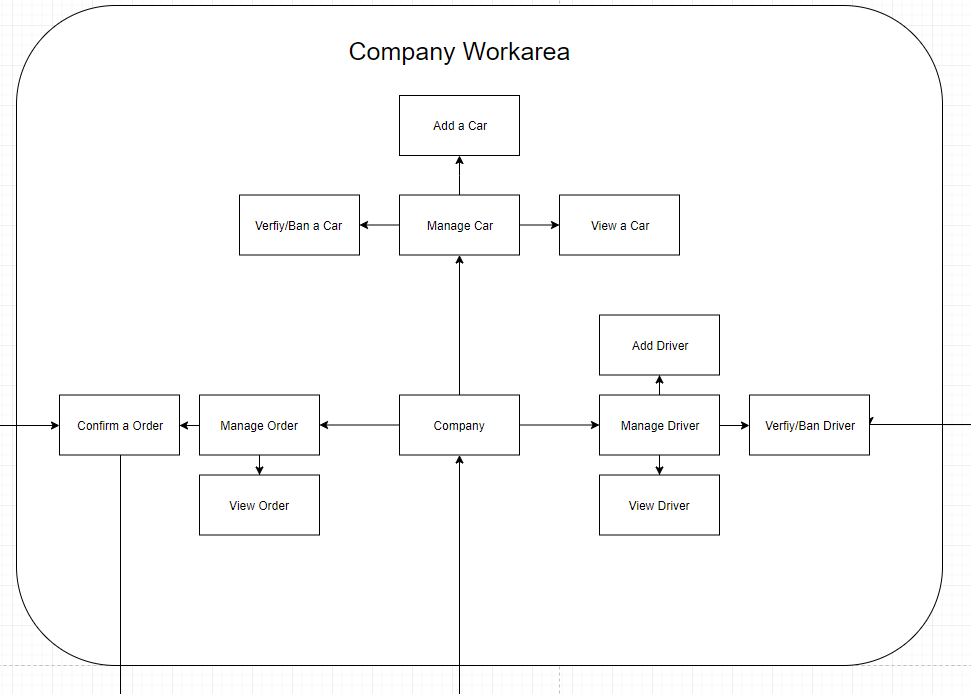 Company Workarea
Add a Car
Verfiy/Ban a Car
Manage Car
View a Car
Add Driver
Confirm a Order
Manage Order
Company
Manage Driver
Verfiy/Ban Driver
View Order
View Driver